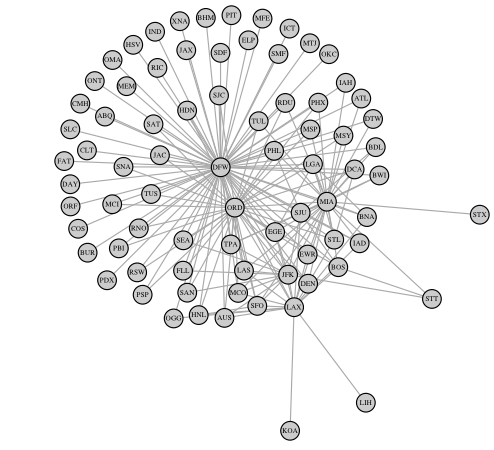 PIT
BHM
MFE
XNA
ICT
IND
ELP
HSV
MTJ
JAX
SDF
SMF
OKC
OMA
RIC
ONT
IAH
MEM
SJC
ATL
CMH
RDU
PHX
HDN
ABQ
DTW
TUL
SAT
SLC
MSP
MSY
BDL
CLT
PHL
JAC
FAT
LGA
SNA
DFW
DCA
BWI
DAY
TUS
MIA
ORF
MCI
ORD
SJU
STX
BNA
COS
RNO
EGE
SEA
STL
IAD
TPA
PBI
BUR
EWR
BOS
RSW
FLL
LAS
JFK
PDX
DEN
PSP
SAN
MCO
STT
SFO
LAX
OGG
HNL
AUS
LIH
KOA